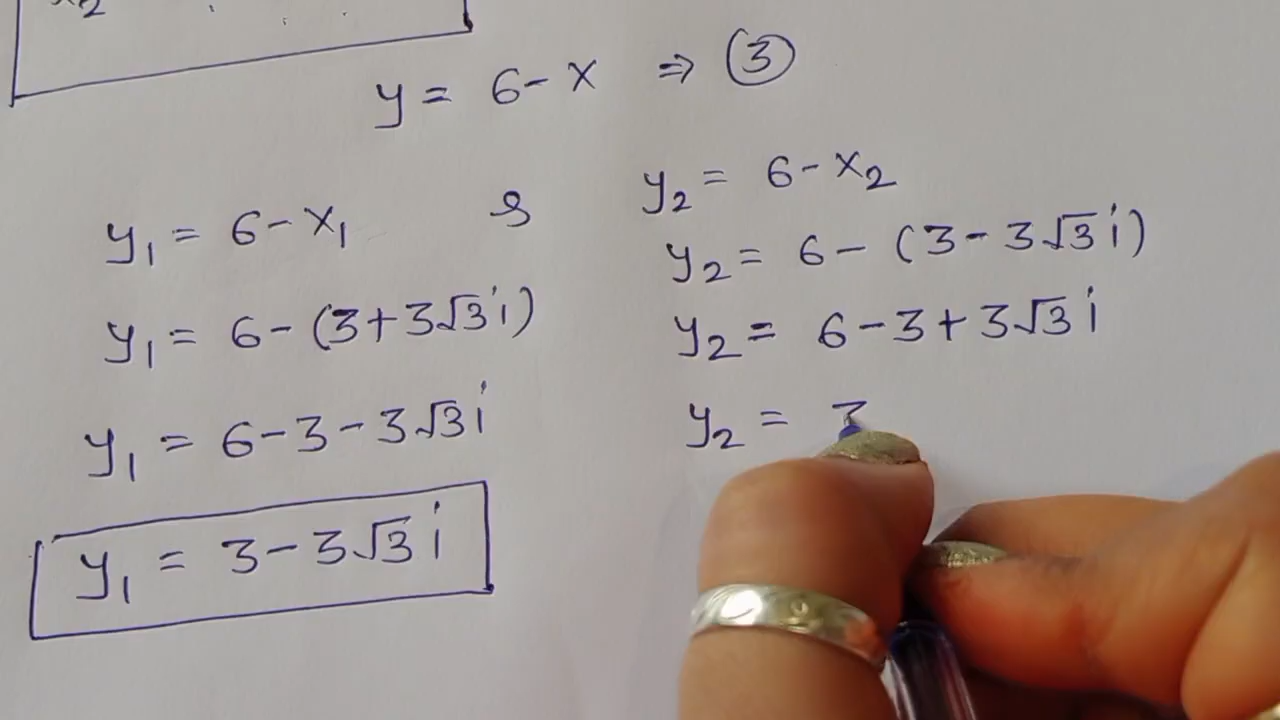 x2
y = 6 - x ⇒ ③
y1 = 6 - x1 &
y1 = 6 - (3 + 3√3 i)
y1 = 6 - 3 - 3√3 i
y1 = 3 - 3√3 i
y2 = 6 - x2
y2 = 6 - (3 - 3√3 i)
y2 = 6 - 3 + 3√3 i
y2 = 3